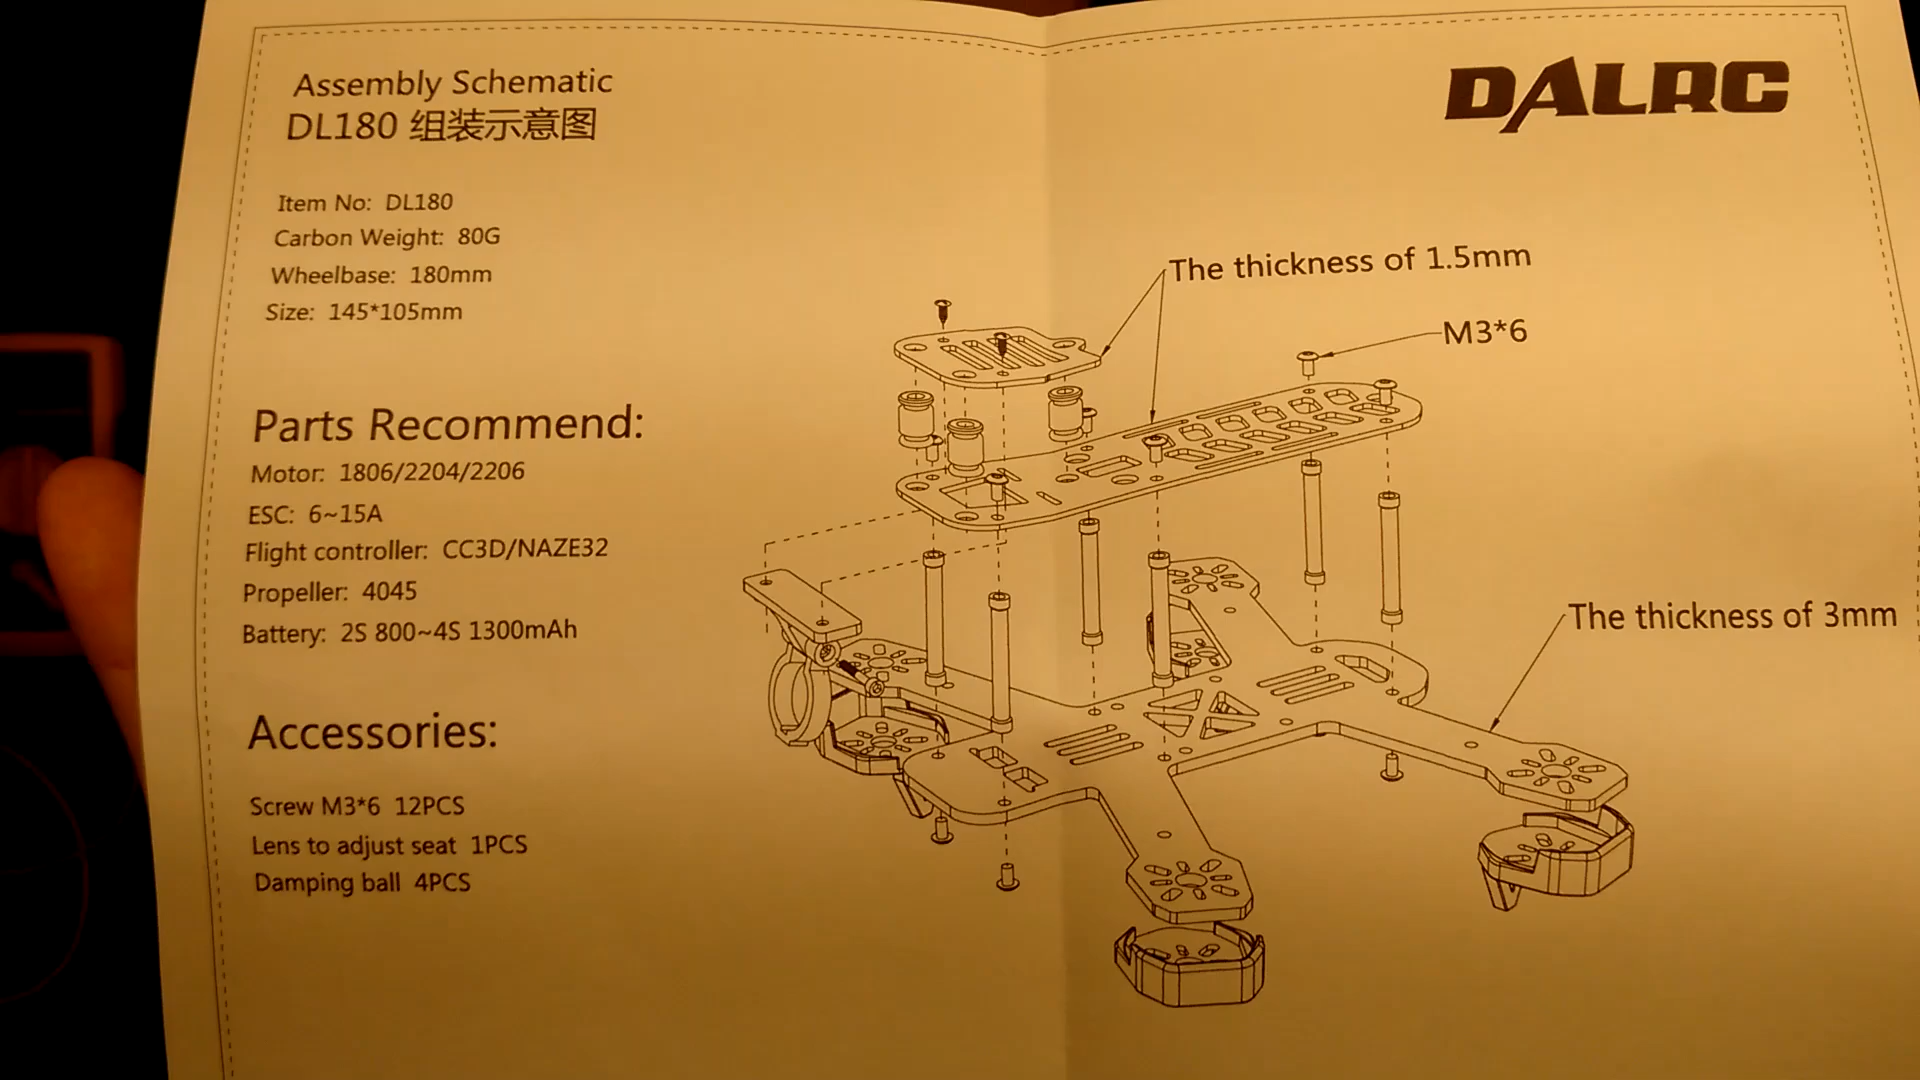 Assembly Schematic
DL180 组装示意图
DALRC
Item No: DL180
Carbon Weight: 80G
Wheelbase: 180mm
Size: 145*105mm
The thickness of 1.5mm
M3*6
Parts Recommend:
Motor: 1806/2204/2206
ESC: 6~15A
Flight controller: CC3D/NAZE32
Propeller: 4045
Battery: 2S 800~4S 1300mAh
The thickness of 3mm
Accessories:
Screw M3*6 12PCS
Lens to adjust seat 1PCS
Damping ball 4PCS